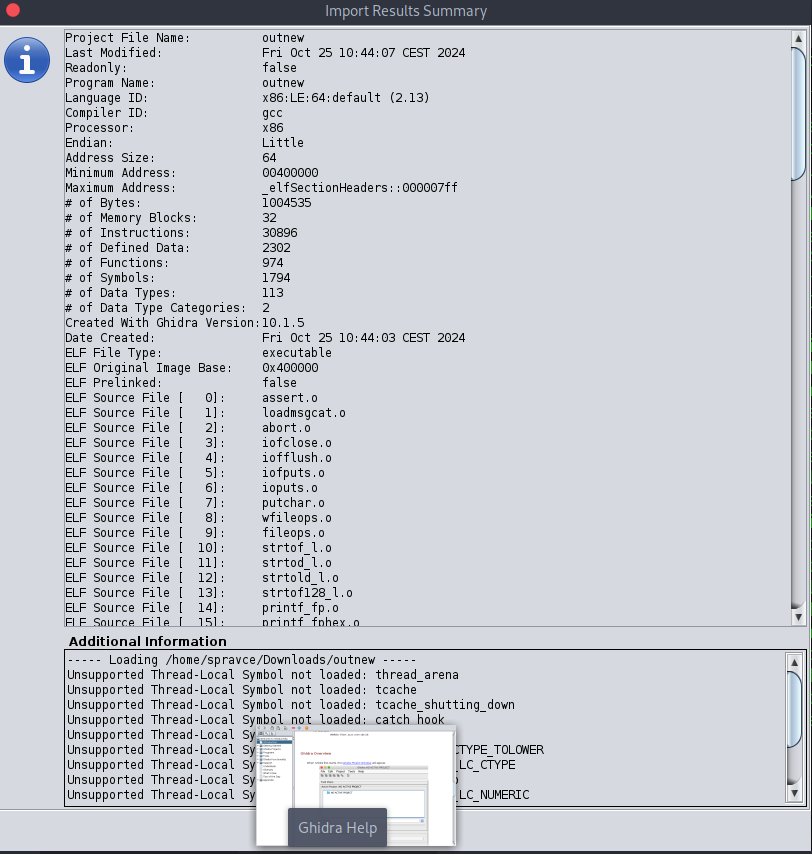 Import Results Summary
Project File Name: outnew
Last Modified: Fri Oct 25 10:44:07 CEST 2024
Readonly: false
Program Name: outnew
Language ID: x86:LE:64:default (2.13)
Compiler ID: gcc
Processor: x86
Endian: Little
Address Size: 64
Minimum Address: 00400000
Maximum Address: _elfSectionHeaders::000007ff
# of Bytes: 1004535
# of Memory Blocks: 32
# of Instructions: 30896
# of Defined Data: 2302
# of Functions: 974
# of Symbols: 1794
# of Data Types: 113
# of Data Type Categories: 2
Created With Ghidra Version: 10.1.5
Date Created: Fri Oct 25 10:44:03 CEST 2024
ELF File Type: executable
ELF Original Image Base: 0x400000
ELF Prelinked: false
ELF Source File [ 0]: assert.o
ELF Source File [ 1]: loadmsgcat.o
ELF Source File [ 2]: abort.o
ELF Source File [ 3]: iofclose.o
ELF Source File [ 4]: iofflush.o
ELF Source File [ 5]: iofputs.o
ELF Source File [ 6]: ioputs.o
ELF Source File [ 7]: putchar.o
ELF Source File [ 8]: wfileops.o
ELF Source File [ 9]: fileops.o
ELF Source File [ 10]: strtof_l.o
ELF Source File [ 11]: strtod_l.o
ELF Source File [ 12]: strtold_l.o
ELF Source File [ 13]: strtof128_l.o
ELF Source File [ 14]: printf_fp.o
ELF Source File [ 15]: printf_fphex.o
Additional Information
----- Loading /home/spravce/Downloads/outnew -----
Unsupported Thread-Local Symbol not loaded: thread_arena
Unsupported Thread-Local Symbol not loaded: tcache
Unsupported Thread-Local Symbol not loaded: tcache_shutting_down
Unsupported Thread-Local Symbol not loaded: catch_hook
Unsupported Thread-Local Sy
Unsupported Thread-Local Sy CTYPE_TOLOWER
Unsupported Thread-Local Sy LC_CTYPE
Unsupported Thread-Local Sy
Unsupported Thread-Local Sy LC_NUMERIC
Ghidra Overview
Ghidra Help